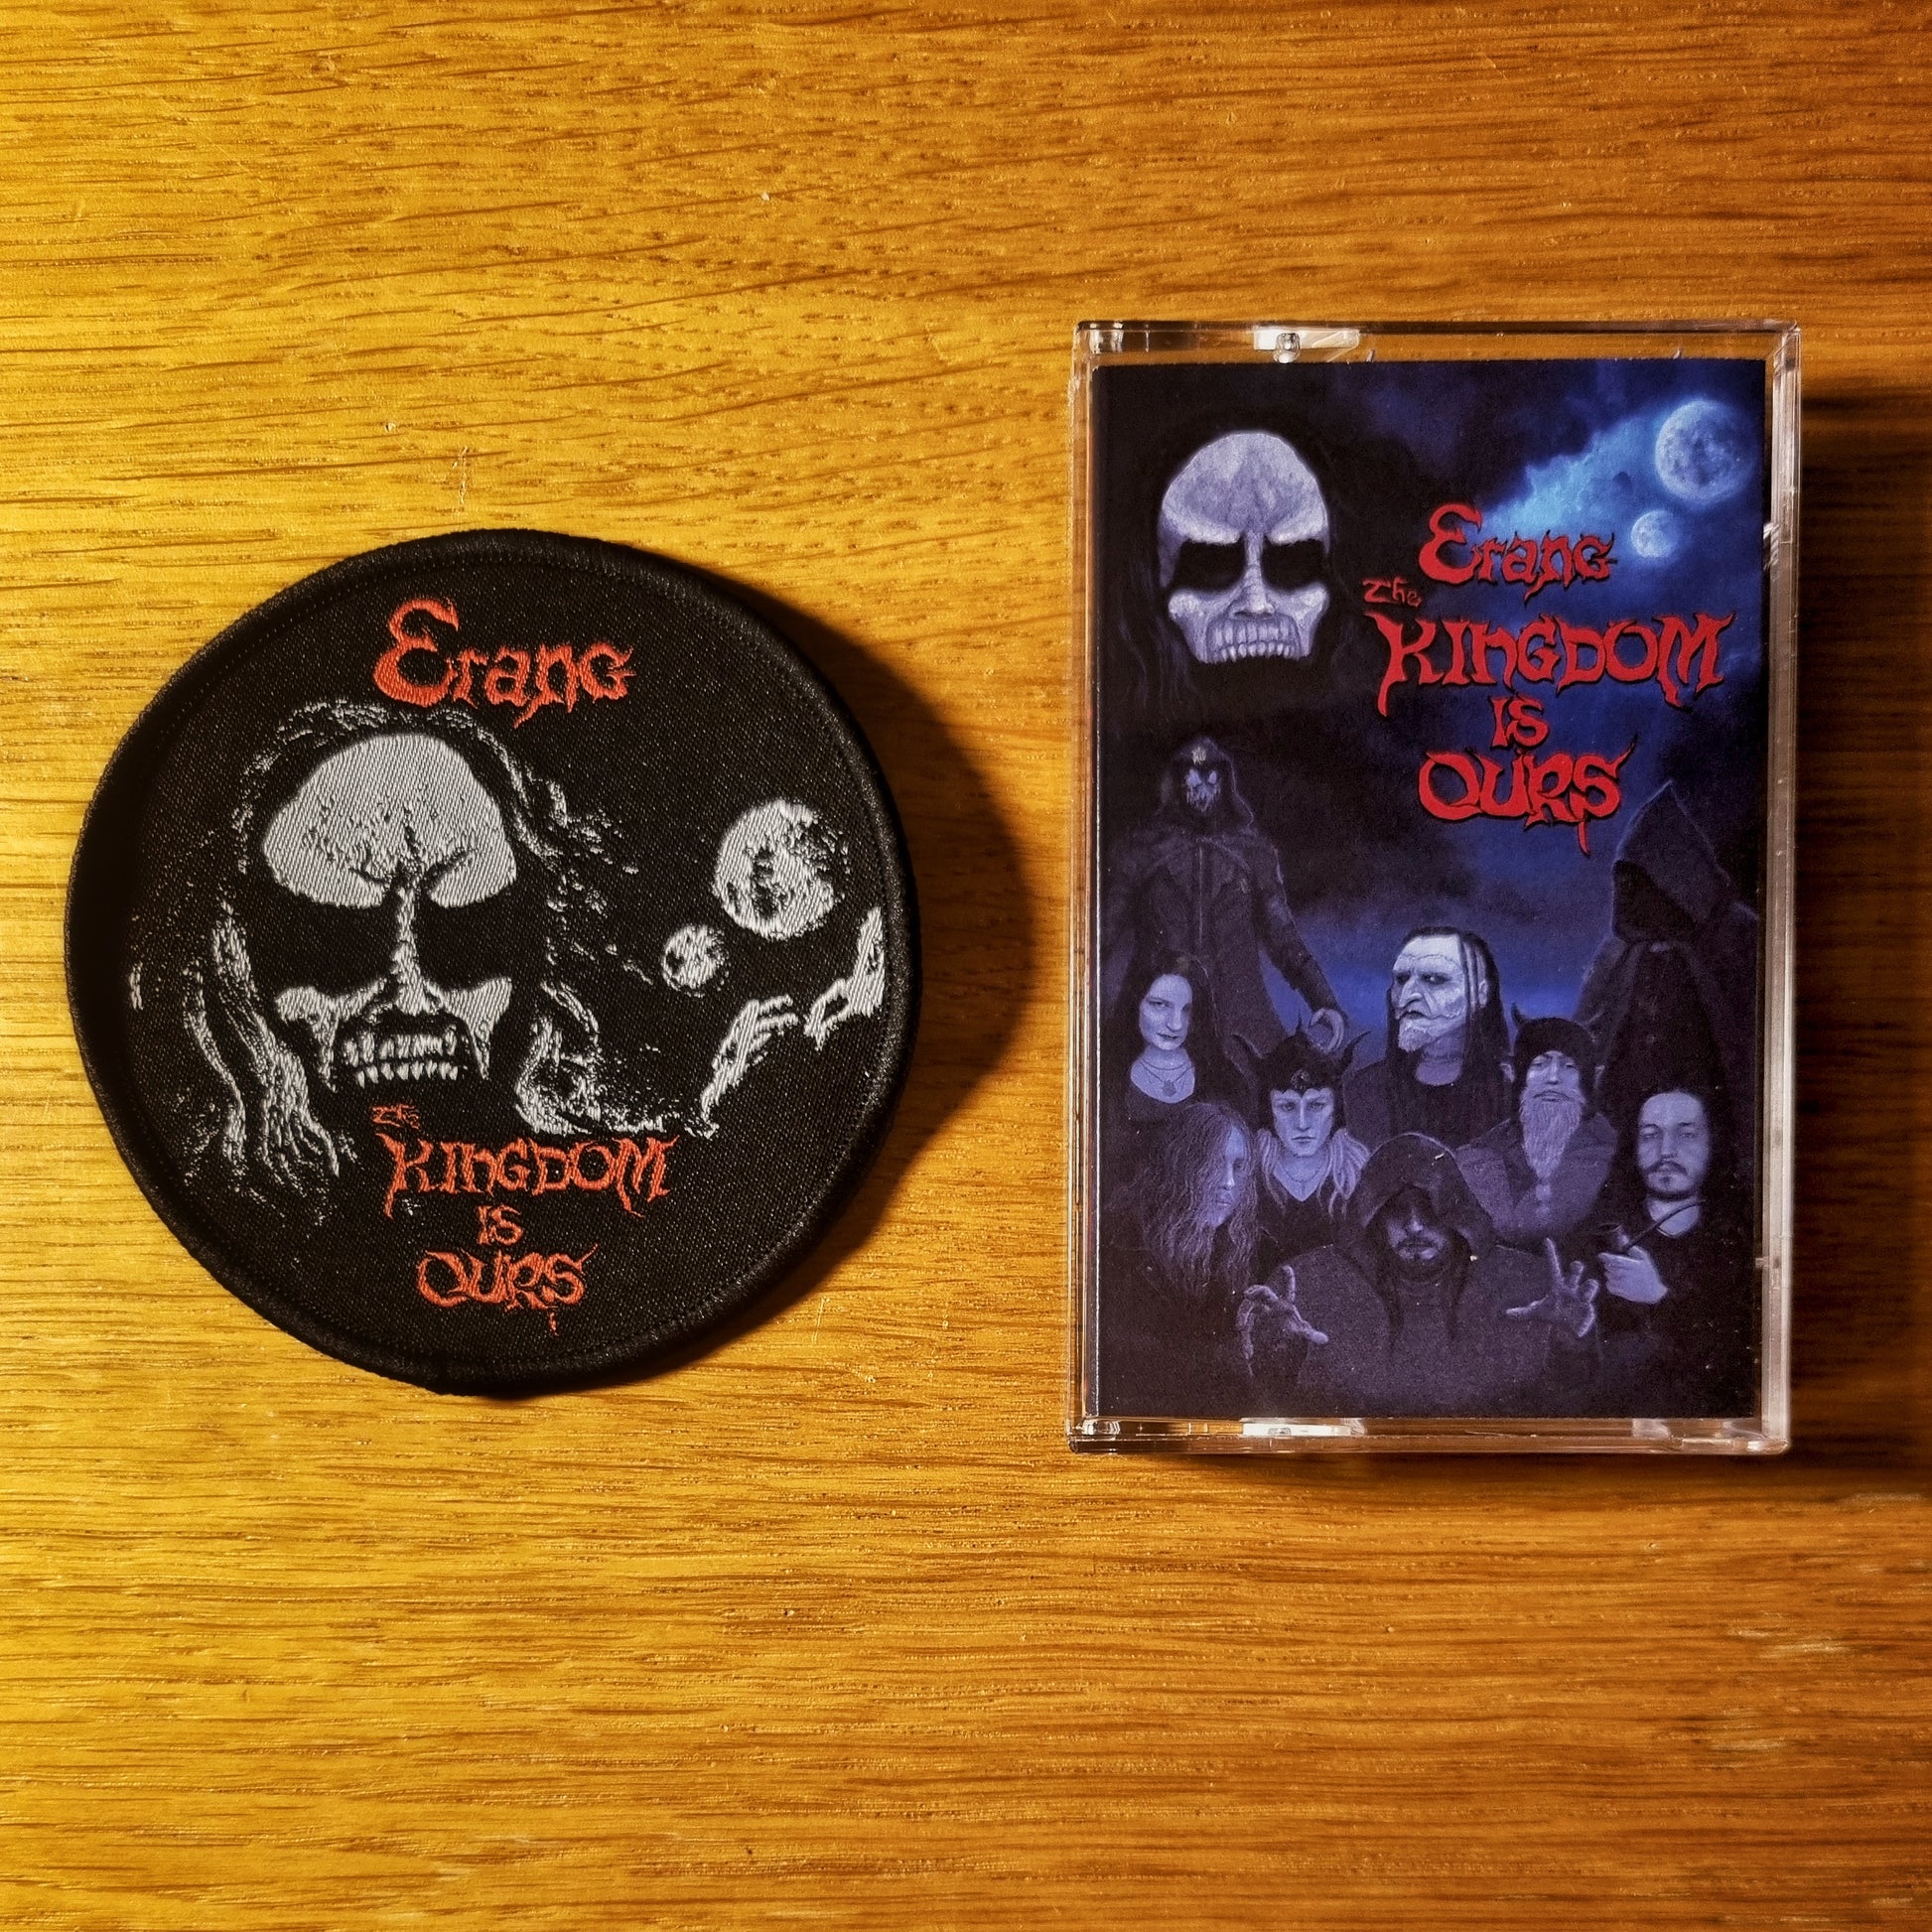 Erang
The
KINGDOM
IS
OURS
Erang
The
KINGDOM
IS
OURS